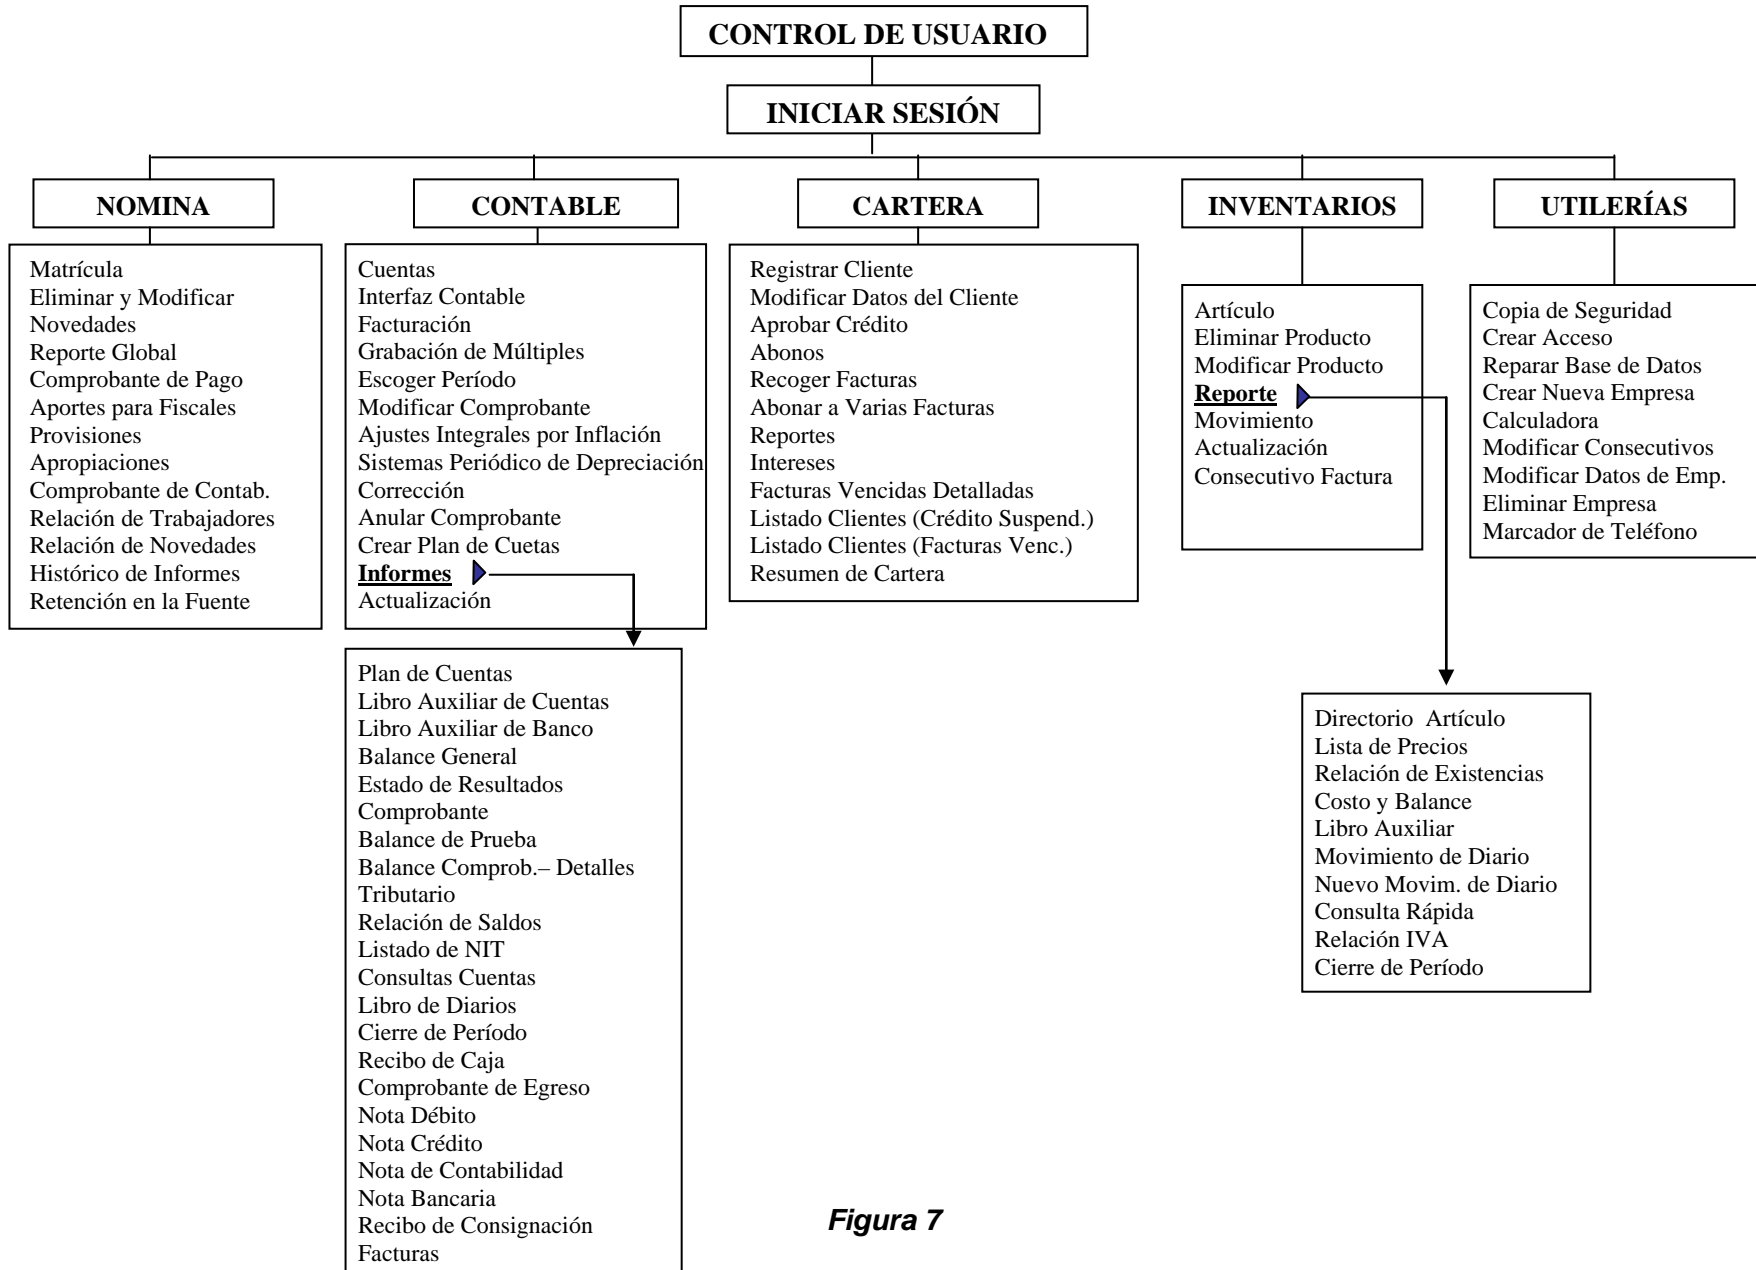 CONTROL DE USUARIO
INICIAR SESIÓN
NOMINA
CONTABLE
CARTERA
INVENTARIOS
UTILERÍAS
Matrícula
Eliminar y Modificar
Novedades
Reporte Global
Comprobante de Pago
Aportes para Fiscales
Provisiones
Apropiaciones
Comprobante de Contab.
Relación de Trabajadores
Relación de Novedades
Histórico de Informes
Retención en la Fuente
Cuentas
Interfaz Contable
Facturación
Grabación de Múltiples
Escoger Período
Modificar Comprobante
Ajustes Integrales por Inflación
Sistemas Periódico de Depreciación
Corrección
Anular Comprobante
Crear Plan de Cuetas
Informes
Actualización
Registrar Cliente
Modificar Datos del Cliente
Aprobar Crédito
Abonos
Recoger Facturas
Abonar a Varias Facturas
Reportes
Intereses
Facturas Vencidas Detalladas
Listado Clientes (Crédito Suspend.)
Listado Clientes (Facturas Venc.)
Resumen de Cartera
Artículo
Eliminar Producto
Modificar Producto
Reporte
Movimiento
Actualización
Consecutivo Factura
Copia de Seguridad
Crear Acceso
Reparar Base de Datos
Crear Nueva Empresa
Calculadora
Modificar Consecutivos
Modificar Datos de Emp.
Eliminar Empresa
Marcador de Teléfono
Plan de Cuentas
Libro Auxiliar de Cuentas
Libro Auxiliar de Banco
Balance General
Estado de Resultados
Comprobante
Balance de Prueba
Balance Comprob.– Detalles
Tributario
Relación de Saldos
Listado de NIT
Consultas Cuentas
Libro de Diarios
Cierre de Período
Recibo de Caja
Comprobante de Egreso
Nota Débito
Nota Crédito
Nota de Contabilidad
Nota Bancaria
Recibo de Consignación
Facturas
Directorio  Artículo
Lista de Precios
Relación de Existencias
Costo y Balance
Libro Auxiliar
Movimiento de Diario
Nuevo Movim. de Diario
Consulta Rápida
Relación IVA
Cierre de Período
Figura 7